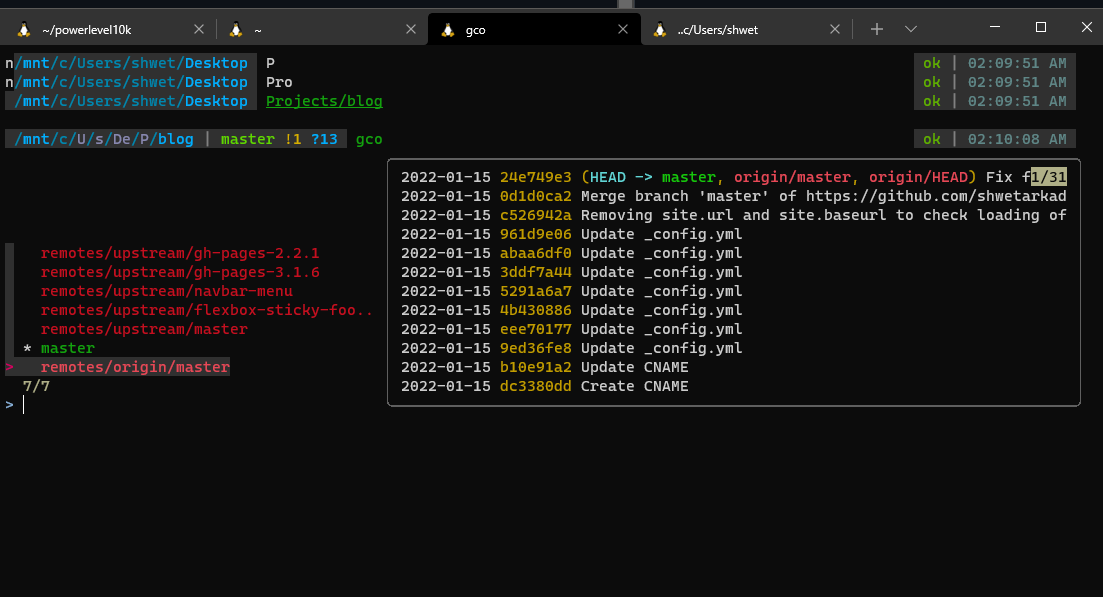 ~/powerlevel10k
~
gco
..c/Users/shwet
n/mnt/c/Users/shwet/Desktop P ok | 02:09:51 AM
n/mnt/c/Users/shwet/Desktop Pro ok | 02:09:51 AM
/mnt/c/Users/shwet/Desktop Projects/blog ok | 02:09:51 AM
/mnt/c/U/s/De/P/blog | master !1 ?13 gco ok | 02:10:08 AM
2022-01-15 24e749e3 (HEAD -> master, origin/master, origin/HEAD) Fix f1/31
2022-01-15 0d1d0ca2 Merge branch 'master' of https://github.com/shwetarkad
2022-01-15 c526942a Removing site.url and site.baseurl to check loading of
2022-01-15 961d9e06 Update _config.yml
2022-01-15 abaa6df0 Update _config.yml
2022-01-15 3ddf7a44 Update _config.yml
2022-01-15 5291a6a7 Update _config.yml
2022-01-15 4b430886 Update _config.yml
2022-01-15 eee70177 Update _config.yml
2022-01-15 9ed36fe8 Update _config.yml
2022-01-15 b10e91a2 Update CNAME
2022-01-15 dc3380dd Create CNAME
remotes/upstream/gh-pages-2.2.1
remotes/upstream/gh-pages-3.1.6
remotes/upstream/navbar-menu
remotes/upstream/flexbox-sticky-foo..
remotes/upstream/master
* master
> remotes/origin/master
7/7
>